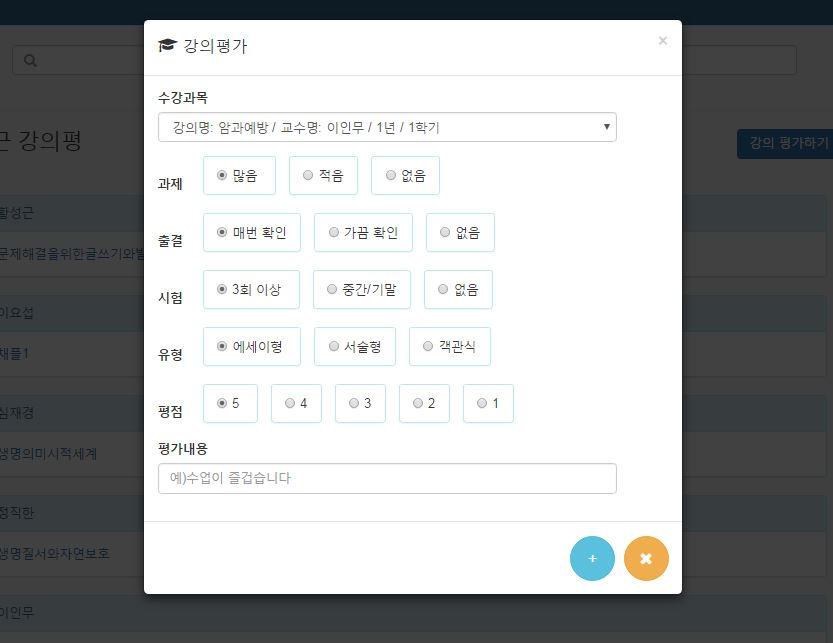 강의평가
×
수강과목
강의명: 암과예방 / 교수명: 이인무 / 1년 / 1학기
과제 많음 적음 없음
출결 매번 확인 가끔 확인 없음
시험 3회 이상 중간/기말 없음
유형 에세이형 서술형 객관식
평점 5 4 3 2 1
평가내용
예)수업이 즐겁습니다
+
근 강의평
강의 평가하기
황성근
문제해결을위한글쓰기와발
이요섭
채플1
심재경
생명의미시적세계
정직한
생명질서와자연보호
이인무